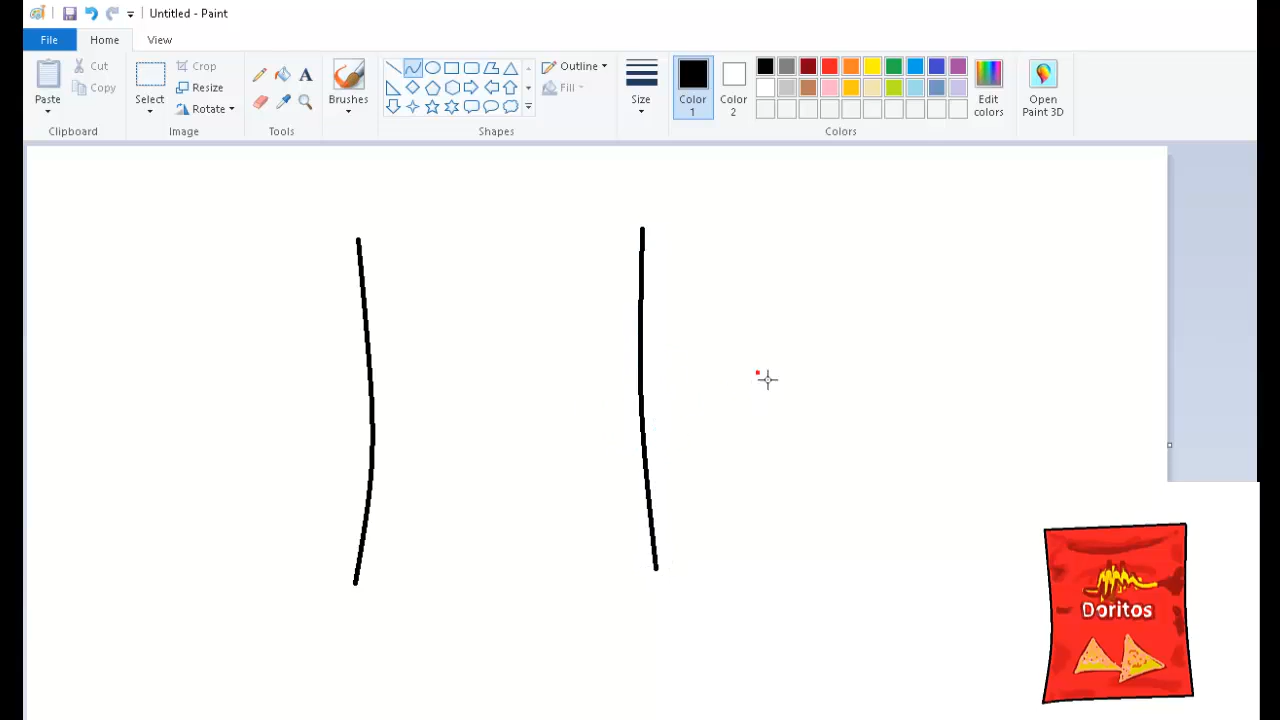 Untitled - Paint
File Home View
Cut
Copy
Paste
Clipboard
Crop
Resize
Rotate
Select
Image
A
Tools
Brushes
Outline
Fill
Shapes
Size
Color 1
Color 2
Edit colors
Colors
Open Paint 3D
Doritos